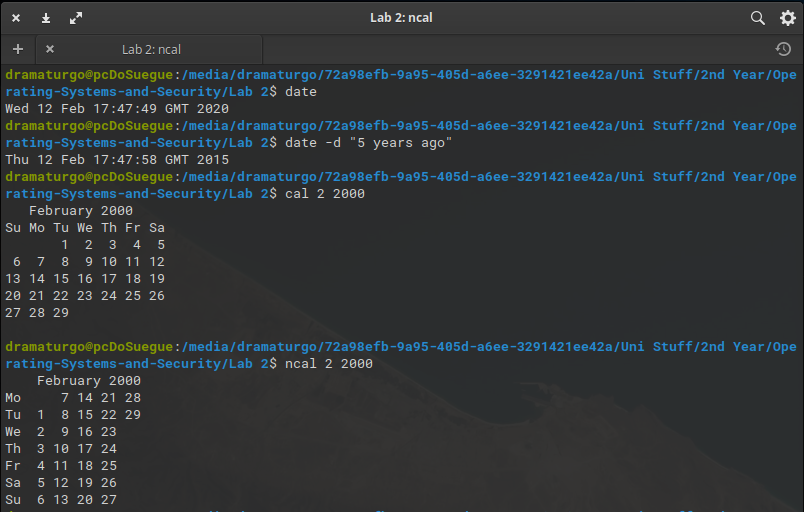 Lab 2: ncal
Lab 2: ncal
dramaturgo@pcDoSuegue:/media/dramaturgo/72a98efb-9a95-405d-a6ee-3291421ee42a/Uni Stuff/2nd Year/Ope
rating-Systems-and-Security/Lab 2$ date
Wed 12 Feb 17:47:49 GMT 2020
dramaturgo@pcDoSuegue:/media/dramaturgo/72a98efb-9a95-405d-a6ee-3291421ee42a/Uni Stuff/2nd Year/Ope
rating-Systems-and-Security/Lab 2$ date -d "5 years ago"
Thu 12 Feb 17:47:58 GMT 2015
dramaturgo@pcDoSuegue:/media/dramaturgo/72a98efb-9a95-405d-a6ee-3291421ee42a/Uni Stuff/2nd Year/Ope
rating-Systems-and-Security/Lab 2$ cal 2 2000
   February 2000
Su Mo Tu We Th Fr Sa
       1  2  3  4  5
 6  7  8  9 10 11 12
13 14 15 16 17 18 19
20 21 22 23 24 25 26
27 28 29
dramaturgo@pcDoSuegue:/media/dramaturgo/72a98efb-9a95-405d-a6ee-3291421ee42a/Uni Stuff/2nd Year/Ope
rating-Systems-and-Security/Lab 2$ ncal 2 2000
    February 2000
Mo     7 14 21 28
Tu  1  8 15 22 29
We  2  9 16 23
Th  3 10 17 24
Fr  4 11 18 25
Sa  5 12 19 26
Su  6 13 20 27